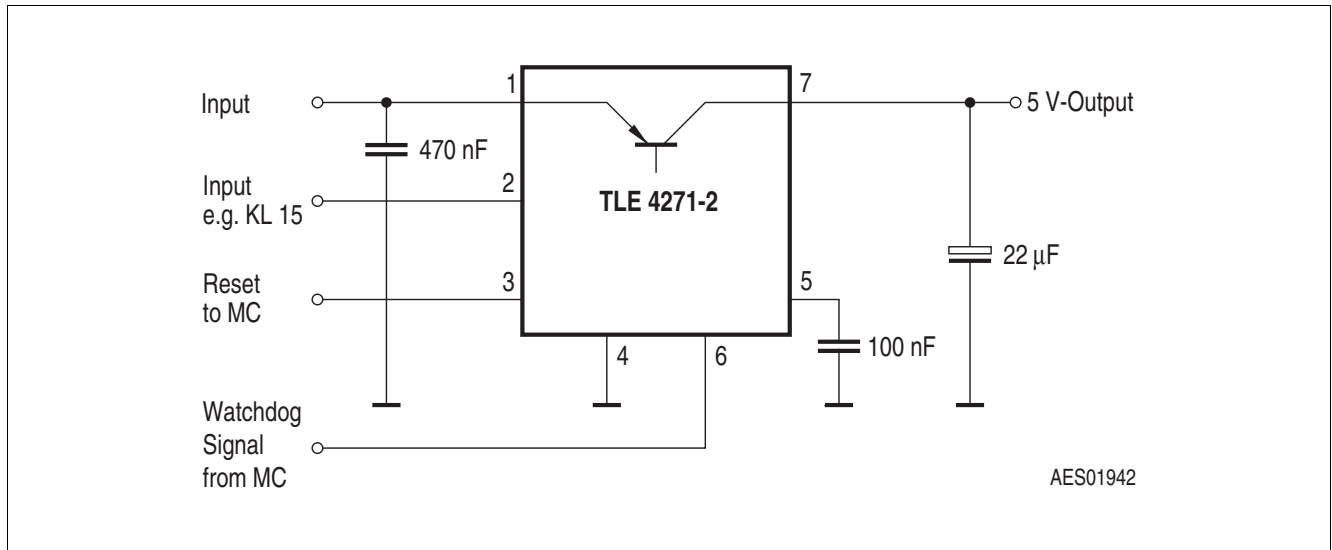 Input
1
7
5 V-Output
470 nF
Input
e.g. KL 15
2
TLE 4271-2
22 μF
Reset
to MC
3
5
100 nF
4
6
Watchdog
Signal
from MC
AES01942